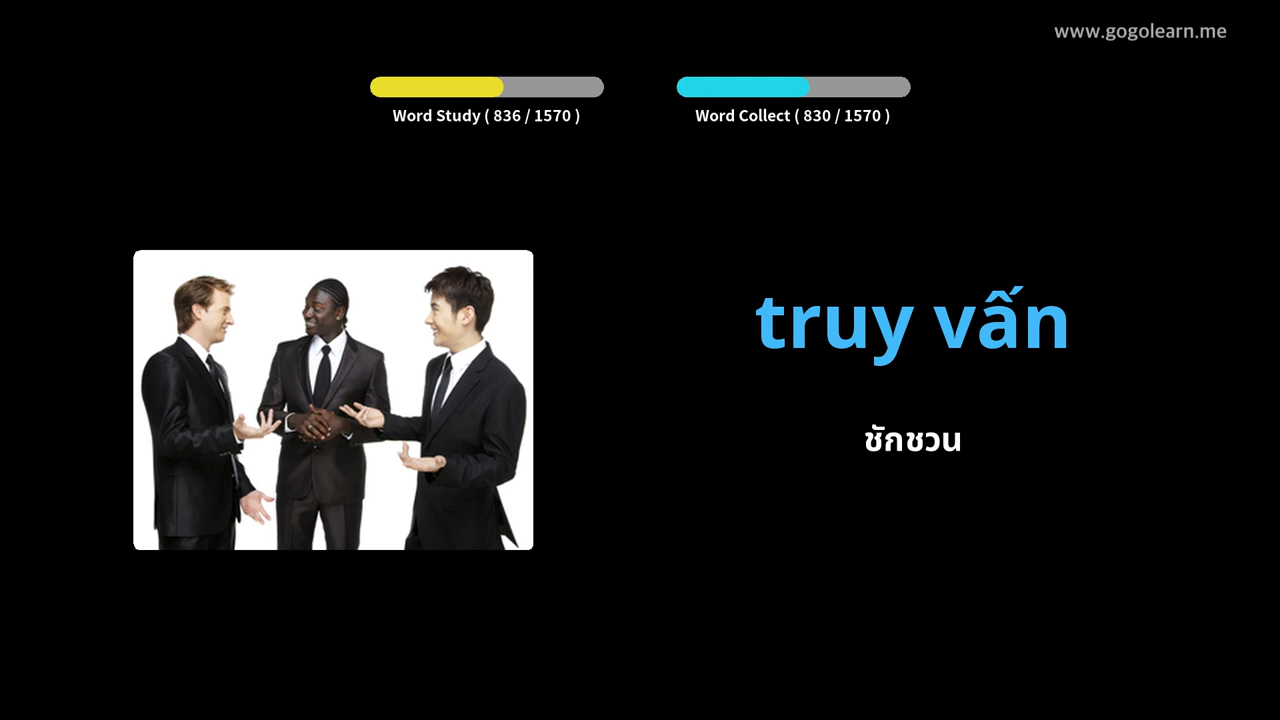 www.gogolearn.me
Word Study ( 836 / 1570 )
Word Collect ( 830 / 1570 )
truy vấn
ชักชวน